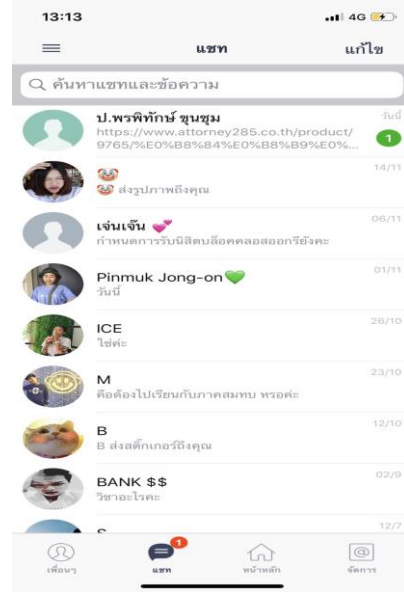 13:13
4G
แชท
แก้ไข
ค้นหาแชทและข้อความ
ป.พรพิทักษ์ ขุนชุม
วันนี้
https://www.attorney285.co.th/product/
9765/%E0%B8%84%E0%B8%B9%E0%...
1
🤡
14/11
🤡 ส่งรูปภาพถึงคุณ
เจ่นเจ๊น 💕
06/11
กำหนดการรับนิสิตบล็อคคลอสออกรึยังคะ
Pinmuk Jong-on💚
01/11
วันนี้
ICE
26/10
ใช่ค่ะ
M
23/10
คือต้องไปเรียนกับภาคสมทบ หรอค่ะ
B
12/10
B ส่งสติ๊กเกอร์ถึงคุณ
BANK $$
02/9
วิชาอะไรคะ
12/7
1
เพื่อนๆ
แชท
หน้าหลัก
จัดการ